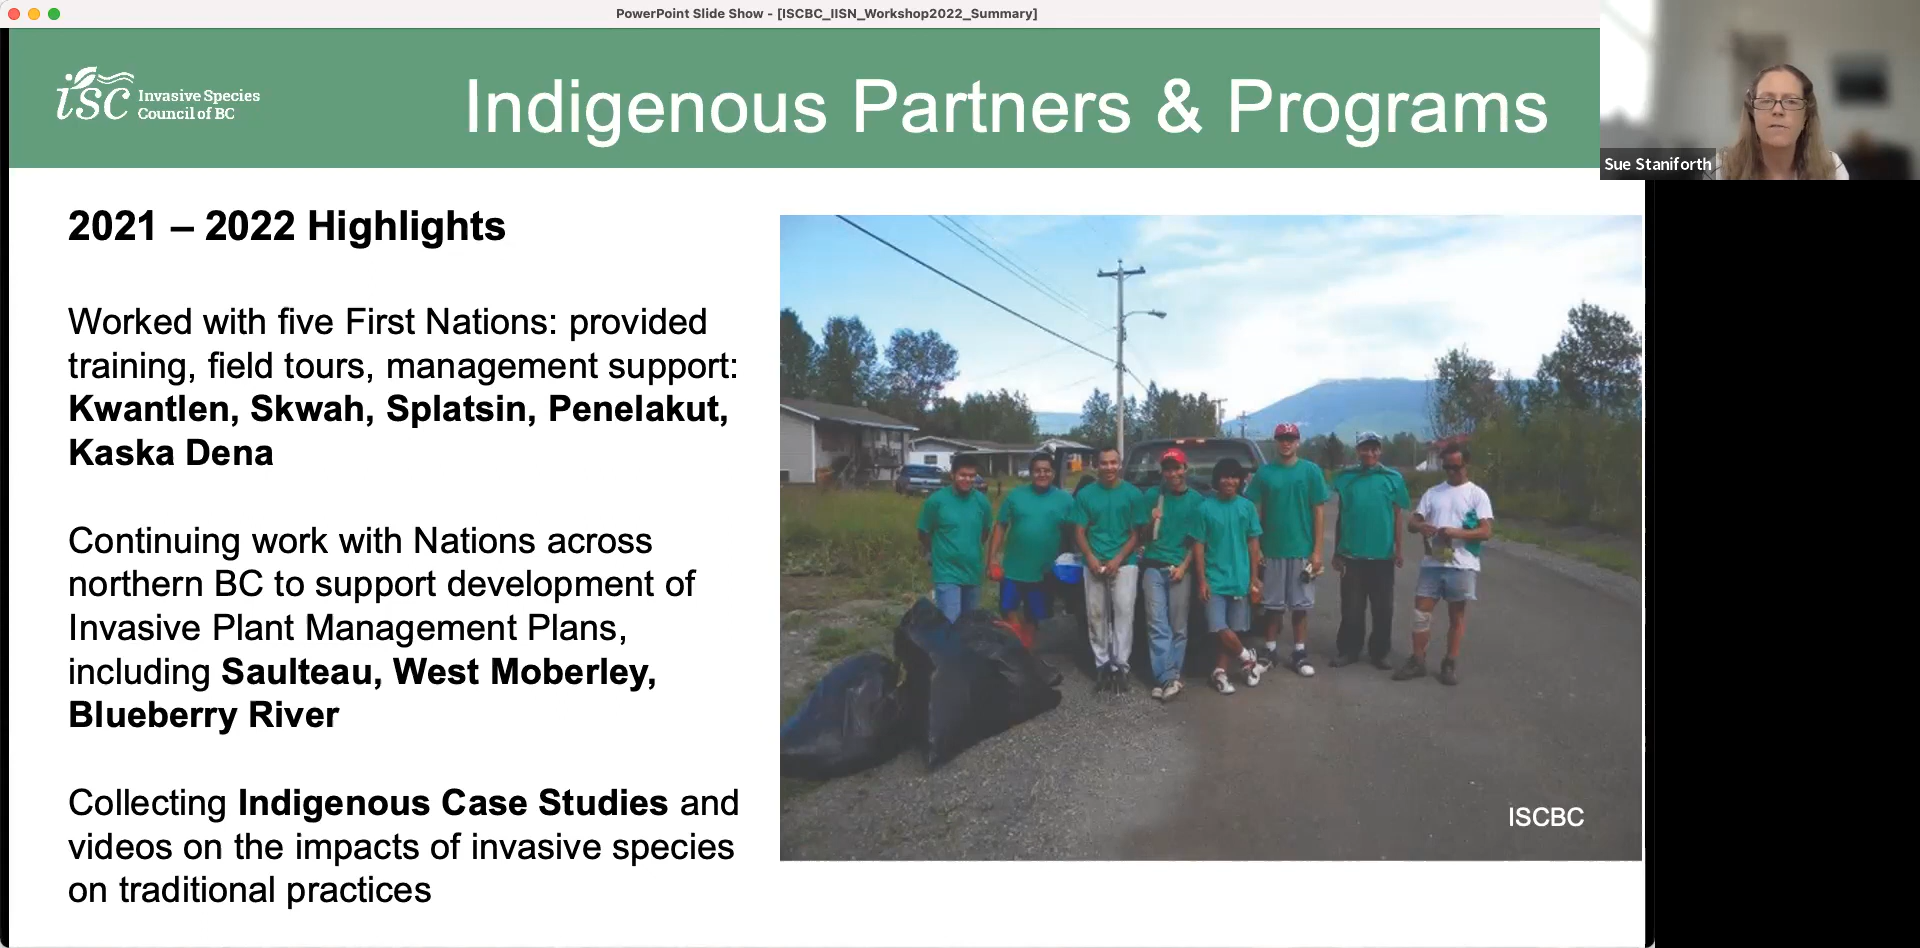 PowerPoint Slide Show - [ISCBC_IISN_Workshop2022_Summary]
isc Invasive Species
Council of BC
Indigenous Partners & Programs
Sue Staniforth
2021 – 2022 Highlights
Worked with five First Nations: provided
training, field tours, management support:
Kwantlen, Skwah, Splatsin, Penelakut,
Kaska Dena
Continuing work with Nations across
northern BC to support development of
Invasive Plant Management Plans,
including Saulteau, West Moberley,
Blueberry River
Collecting Indigenous Case Studies and
videos on the impacts of invasive species
on traditional practices
ISCBC